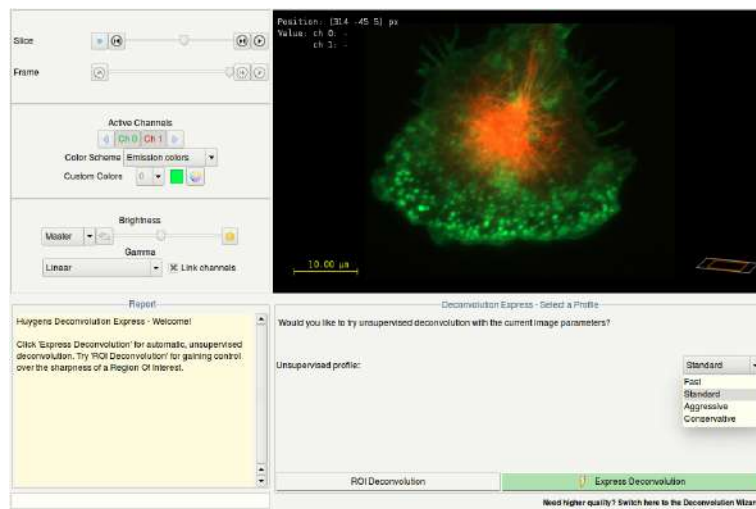 Slice
Frame
Active Channels
Ch 0 Ch 1
Color Scheme Emission colors
Custom Colors 0
Brightness
Master
Gamma
Linear
Link channels
Position: (314 -45 5) px
Value: ch 0: -
ch 1: -
10.00 µm
Report
Huygens Deconvolution Express - Welcome!
Click 'Express Deconvolution' for automatic, unsupervised
deconvolution. Try 'ROI Deconvolution' for gaining control
over the sharpness of a Region Of Interest.
Deconvolution Express - Select a Profile
Would you like to try unsupervised deconvolution with the current image parameters?
Unsupervised profile:
Standard
Fast
Standard
Aggressive
Conservative
ROI Deconvolution
Express Deconvolution
Need higher quality? Switch here to the Deconvolution Wizar